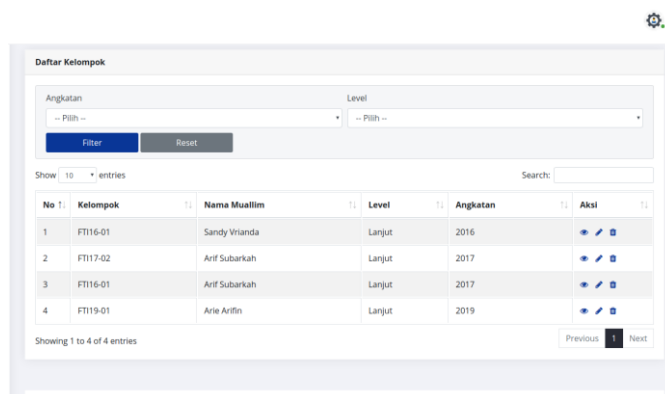 Daftar Kelompok
Angkatan Level
-- Pilih -- -- Pilih --
Filter Reset
Show 10 entries Search:
No Kelompok Nama Muallim Level Angkatan Aksi
1 FTI16-01 Sandy Vrianda Lanjut 2016
2 FTI17-02 Arif Subarkah Lanjut 2017
3 FTI16-01 Arif Subarkah Lanjut 2017
4 FTI19-01 Arie Arifin Lanjut 2019
Showing 1 to 4 of 4 entries Previous 1 Next